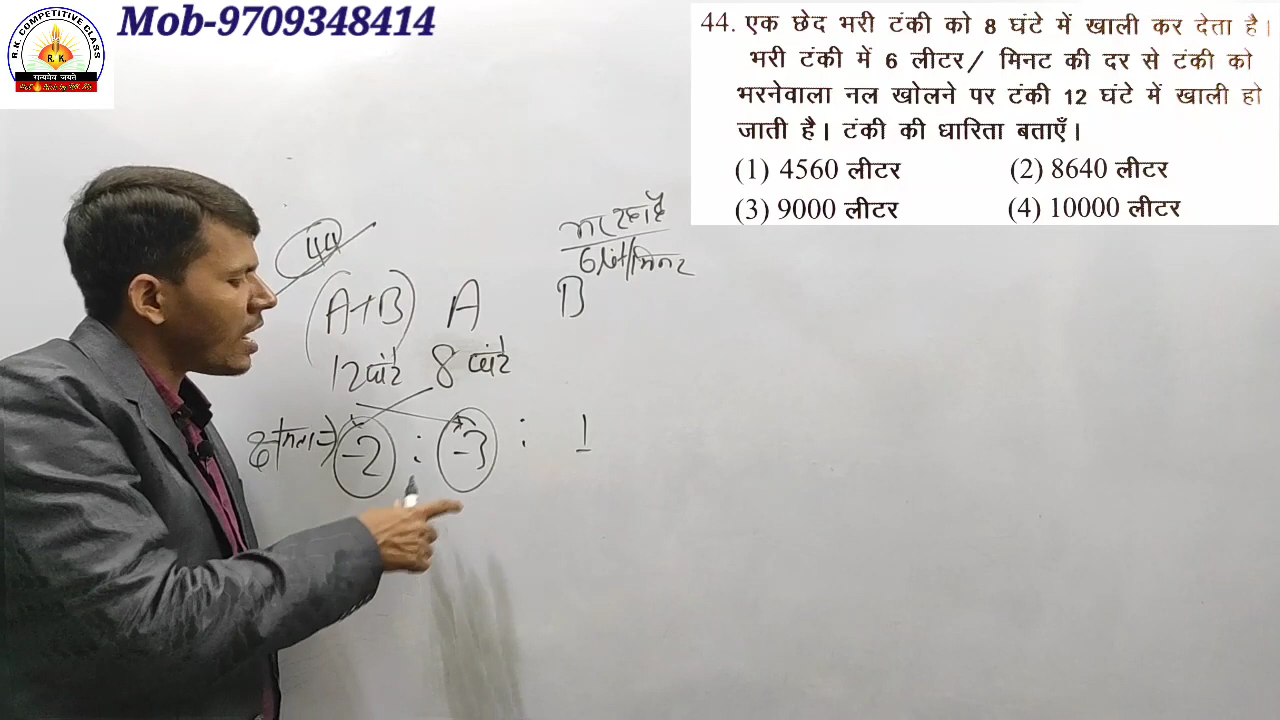 R.K COMPETITIVE CLASS
R. K.
सत्यमेव जयते
Mob-9709348414
44. एक छेद भरी टंकी को 8 घंटे में खाली कर देता है।
भरी टंकी में 6 लीटर/ मिनट की दर से टंकी को
भरनेवाला नल खोलने पर टंकी 12 घंटे में खाली हो
जाती है। टंकी की धारिता बताएँ।
(1) 4560 लीटर (2) 8640 लीटर
(3) 9000 लीटर (4) 10000 लीटर
44
6 ली/मिनट
(A+B) A B
12 घंटे 8 घंटे
-2 : -3 : 1